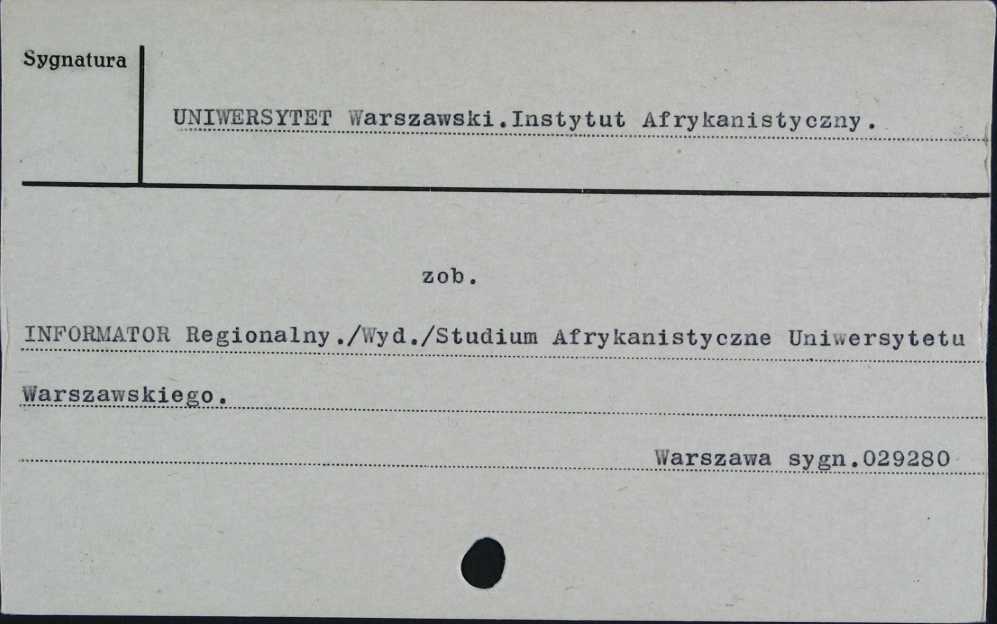 Sygnatura
UNIWERSYTET Warszawski.Instytut Afrykanistyczny.
zob.
INFORMATOR Regionalny./Wyd./Studium Afrykanistyczne Uniwersytetu
Warszawskiego.
Warszawa sygn.029280